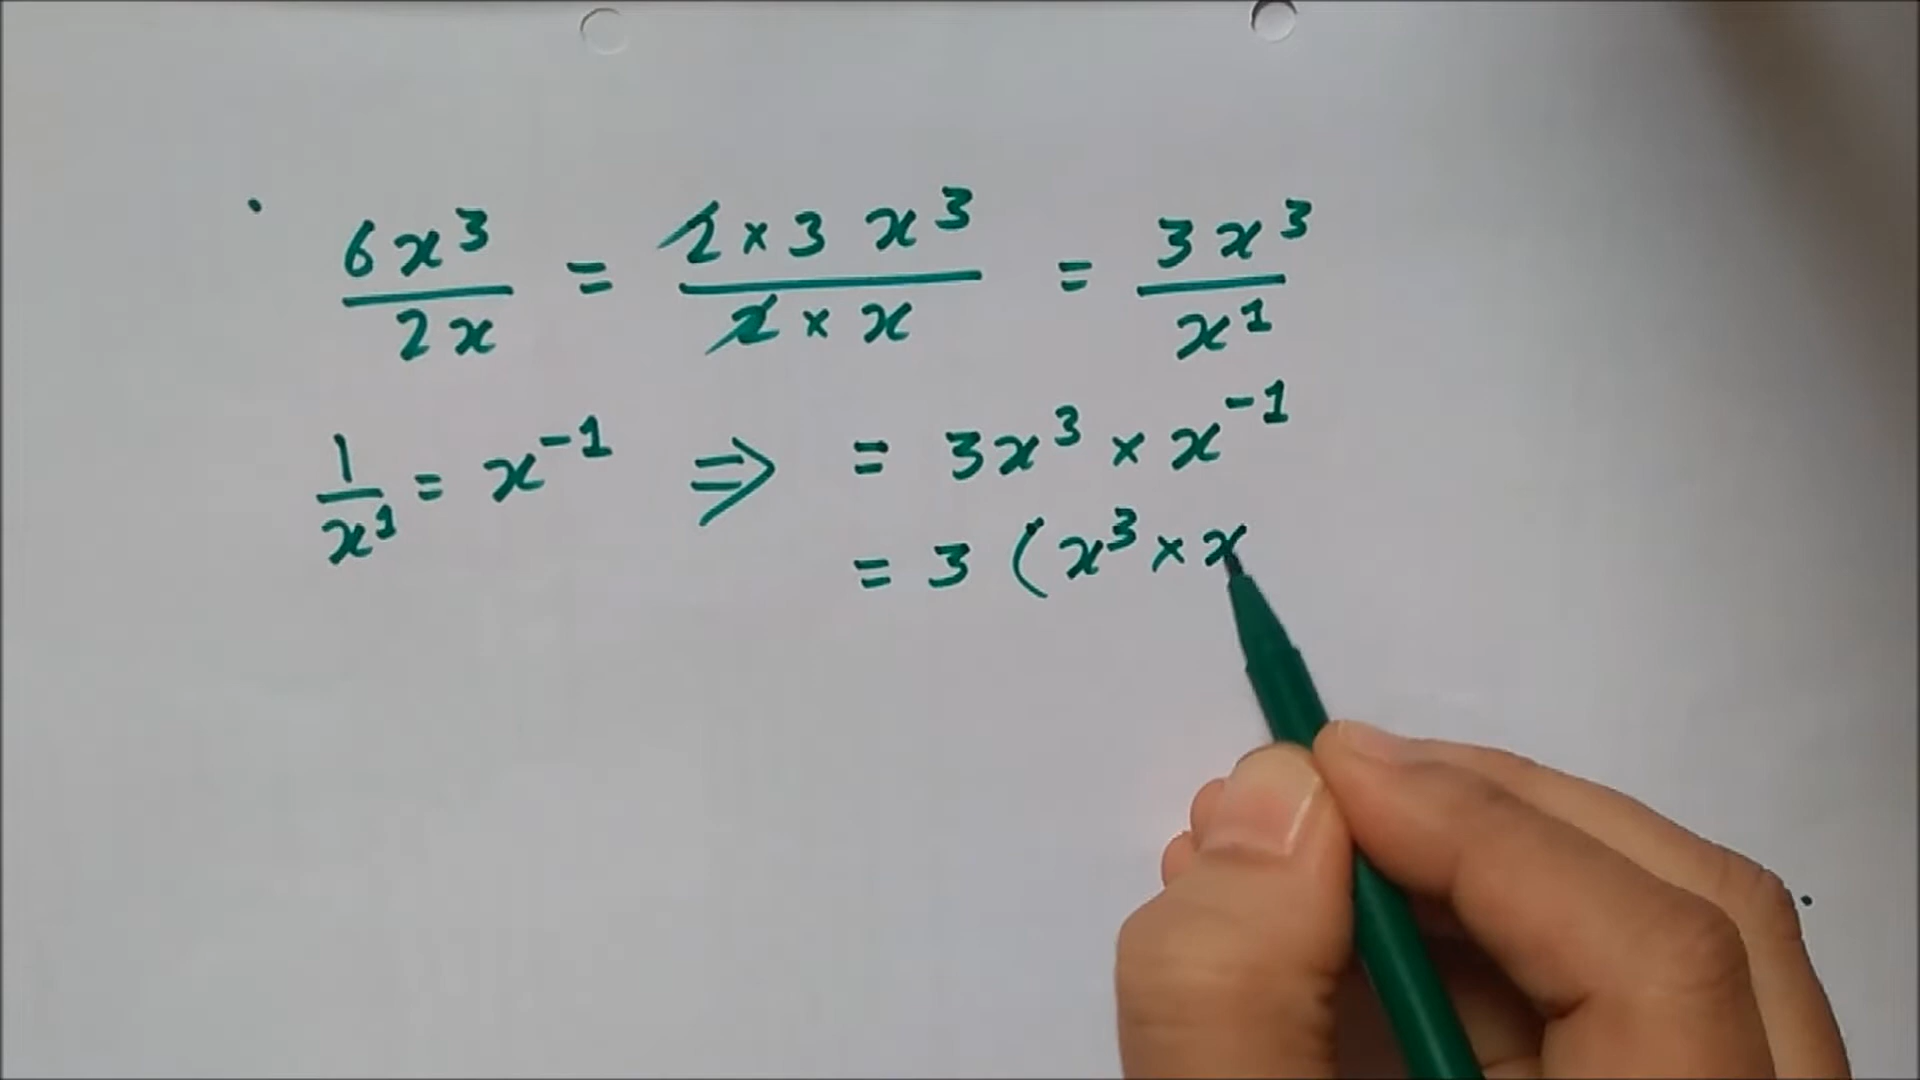 6x³/2x = 2 × 3 x³/2 × x = 3x³/x¹
1/x¹ = x⁻¹ ⇒ = 3x³ × x⁻¹
= 3 (x³ × x